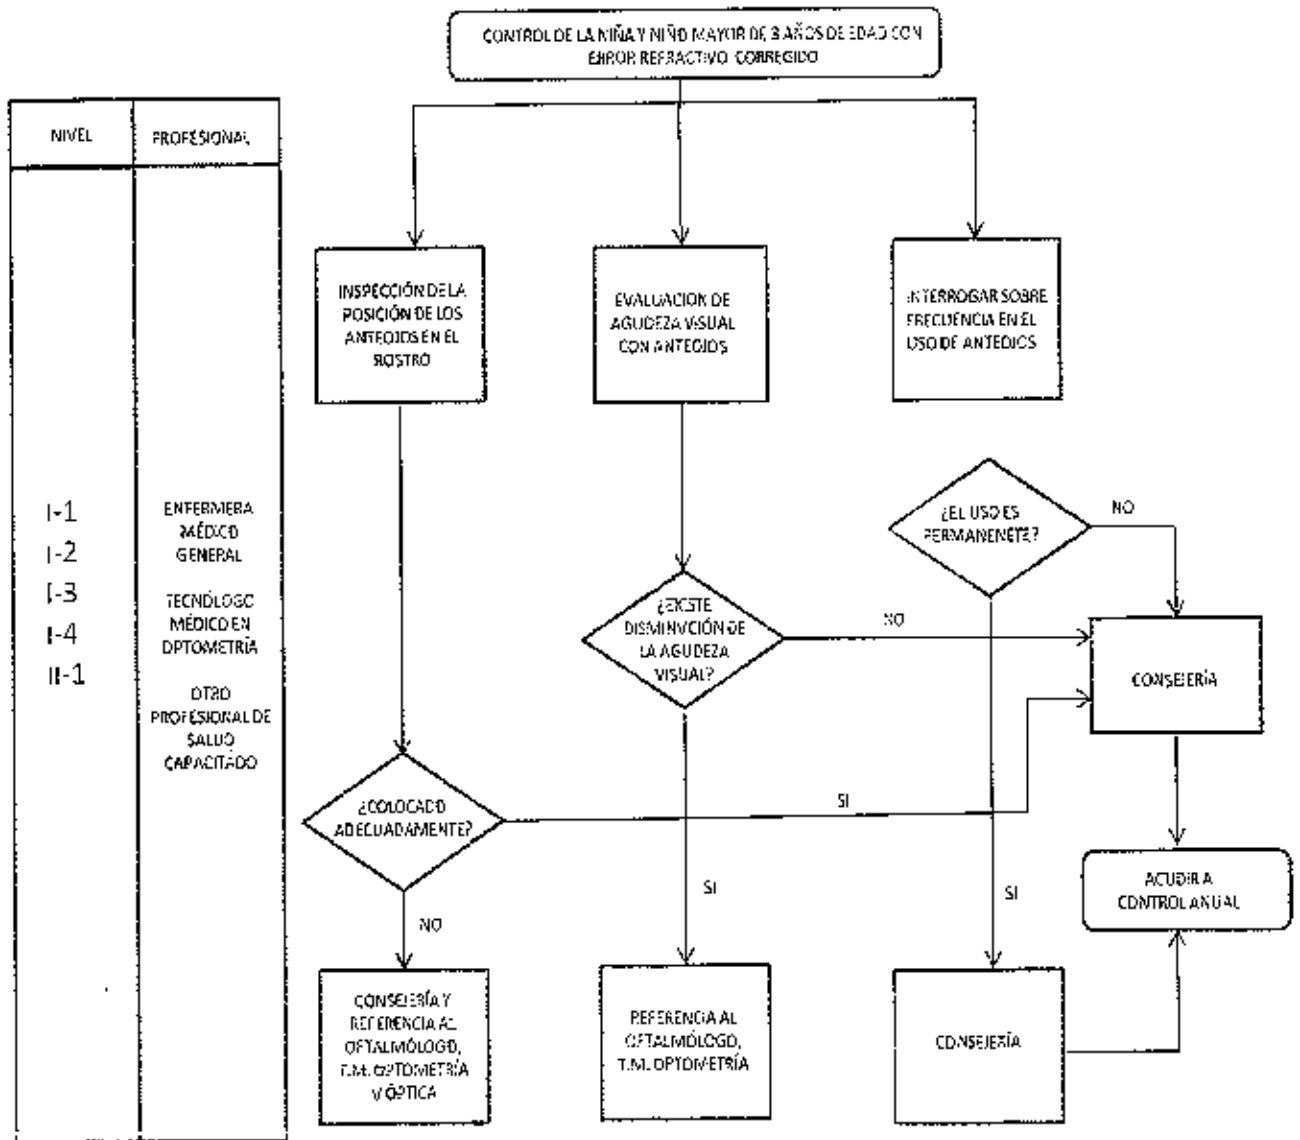 CONTROL DE LA NIÑA Y NIÑO MAYOR DE 3 AÑOS DE EDAD CON
ERROR REFRACTIVO CORREGIDO
NIVEL
PROFESIONAL
I-1
I-2
I-3
I-4
II-1
ENFERMERA
MÉDICO
GENERAL
TECNÓLOGO
MÉDICO EN
OPTOMETRÍA
OTRO
PROFESIONAL DE
SALUD
CAPACITADO
INSPECCIÓN DE LA
POSICIÓN DE LOS
ANTEOJOS EN EL
ROSTRO
EVALUACION DE
AGUDEZA VISUAL
CON ANTEOJOS
INTERROGAR SOBRE
FRECUENCIA EN EL
USO DE ANTEOJOS
¿EL USO ES
PERMANENETE?
NO
¿EXISTE
DISMINUCIÓN DE
LA AGUDEZA
VISUAL?
NO
CONSEJERÍA
¿COLOCADO
ADECUADAMENTE?
SI
SI
SI
NO
ACUDIR A
CONTROL ANUAL
CONSEJERÍA Y
REFERENCIA AL
OFTALMÓLOGO,
T.M. OPTOMETRÍA
Y ÓPTICA
REFERENCIA AL
OFTALMÓLOGO,
T.M. OPTOMETRÍA
CONSEJERÍA